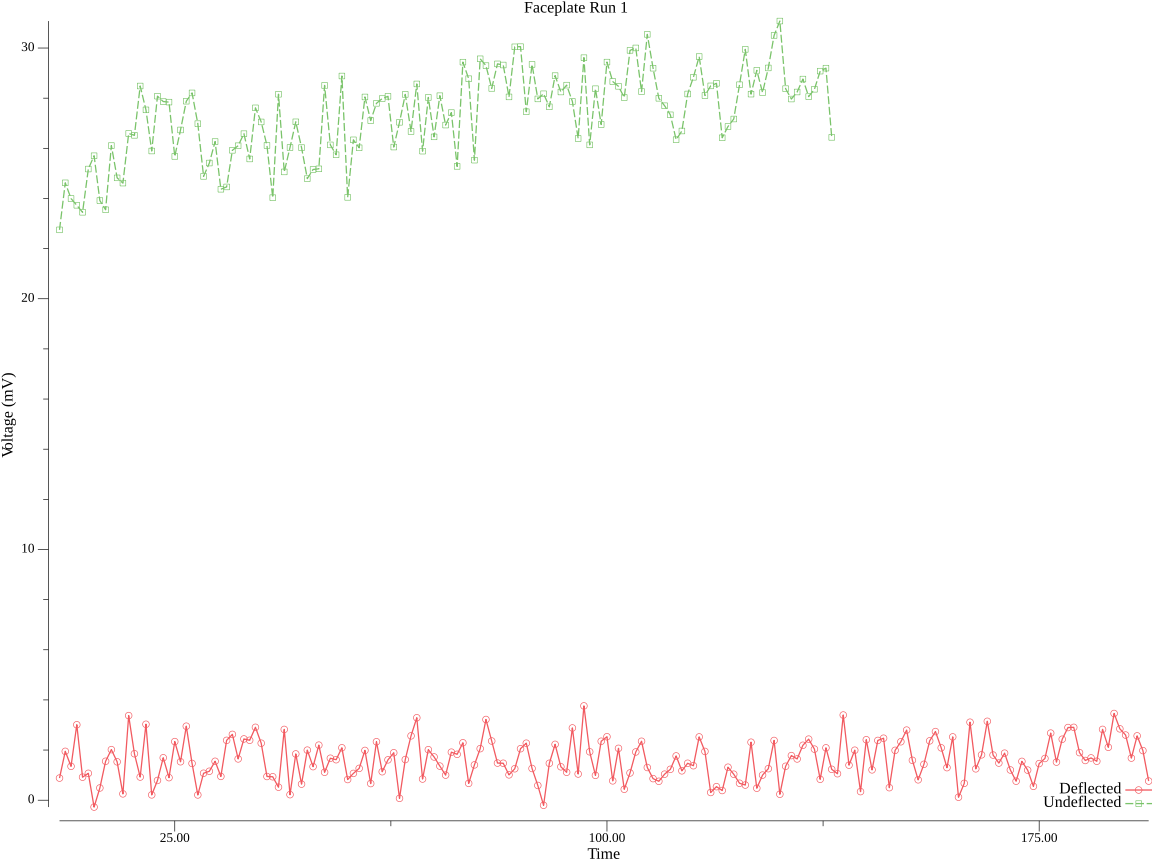 Faceplate Run 1
30
20
10
0
Voltage (mV)
Deflected
Undeflected
25.00
100.00
175.00
Time